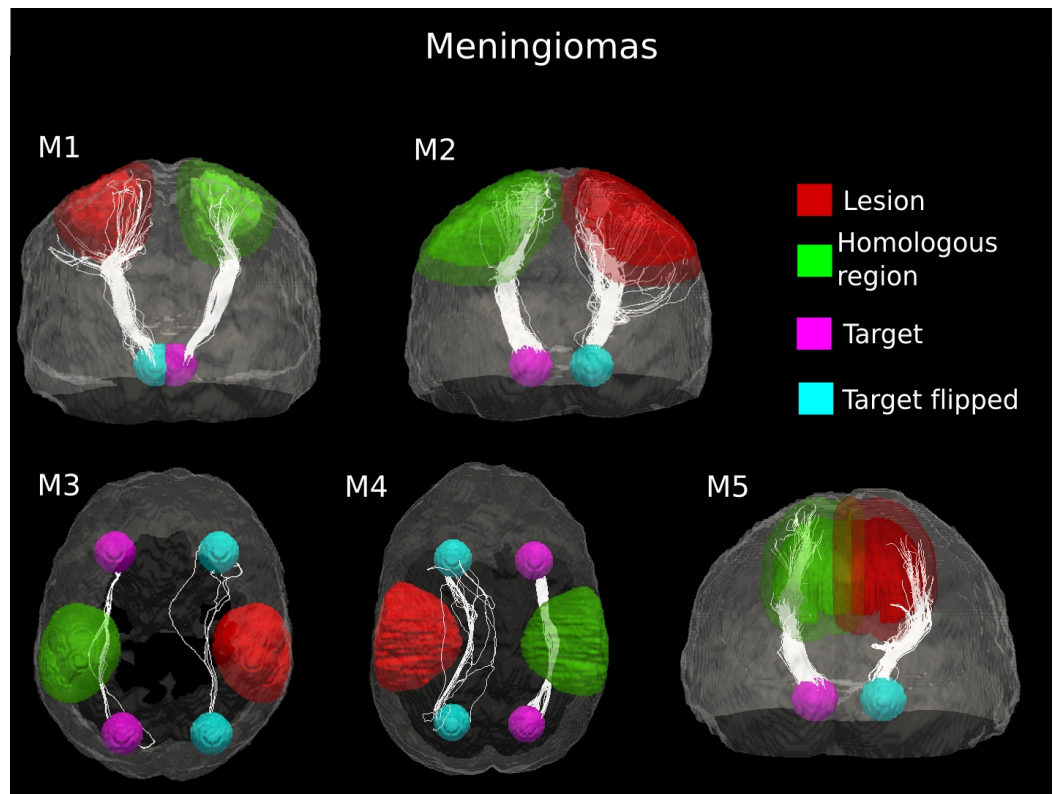 Meningiomas
M1
M2
Lesion
Homologous
region
Target
Target flipped
M3
M4
M5